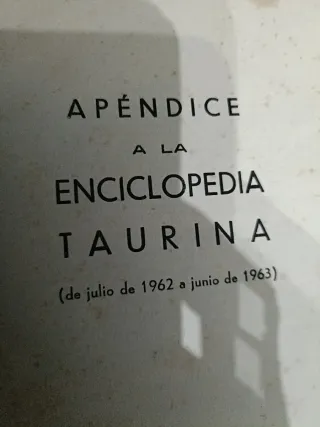 APÉNDICE
A LA
ENCICLOPEDIA
TAURINA
(de julio de 1962 a junio de 1963)